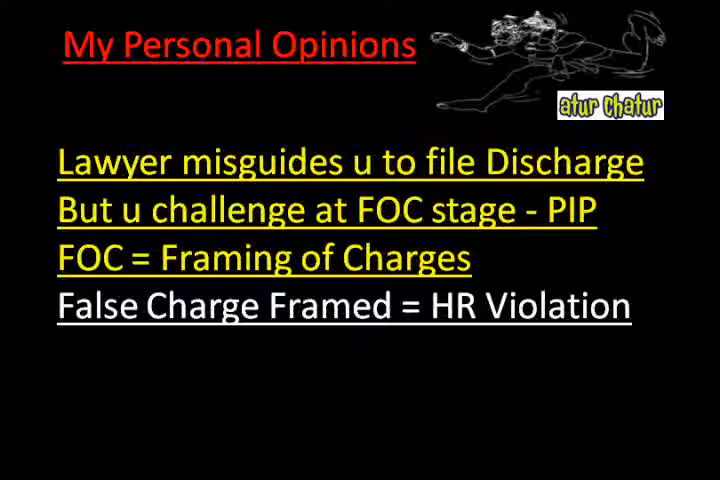 My Personal Opinions
atur chatur
Lawyer misguides u to file Discharge
But u challenge at FOC stage - PIP
FOC = Framing of Charges
False Charge Framed = HR Violation